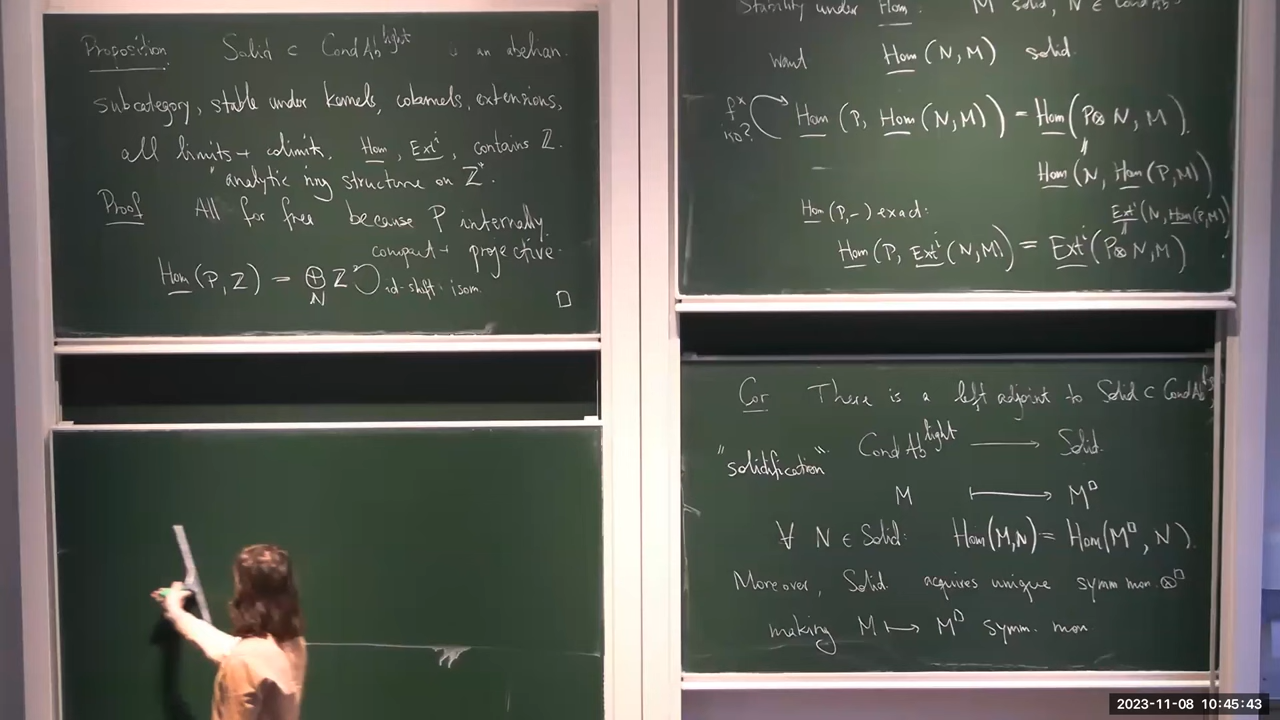 Proposition Solid ⊂ CondAb^light is an abelian
subcategory, stable under kernels, cokernels, extensions,
all limits + colimits, <u>Hom</u>, <u>Ext</u>^i, contains ℤ.
"analytic ring structure on ℤ".
Proof All for free because P internally
compact + projective.
<u>Hom</u>(P, ℤ) = ⊕_ℕ ℤ id-shift isom. □
Stability under <u>Hom</u>: M solid, N ∈ CondAb
want <u>Hom</u>(N, M) solid.
f* iso? <u>Hom</u>(P, <u>Hom</u>(N, M)) = <u>Hom</u>(P⊗N, M).
<u>Hom</u>(N, <u>Hom</u>(P, M))
<u>Hom</u>(P, –) exact: <u>Ext</u>^i(N, <u>Hom</u>(P, M))
<u>Hom</u>(P, <u>Ext</u>^i(N, M)) = <u>Ext</u>^i(P⊗N, M)
Cor There is a left adjoint to Solid ⊂ CondAb
"solidification" CondAb^light → Solid.
M ↦ M^□
∀ N ∈ Solid: Hom(M, N) = Hom(M^□, N).
Moreover, Solid acquires unique symm. mon. ⊗^□
making M ↦ M^□ symm. mon.
2023-11-08 10:45:43